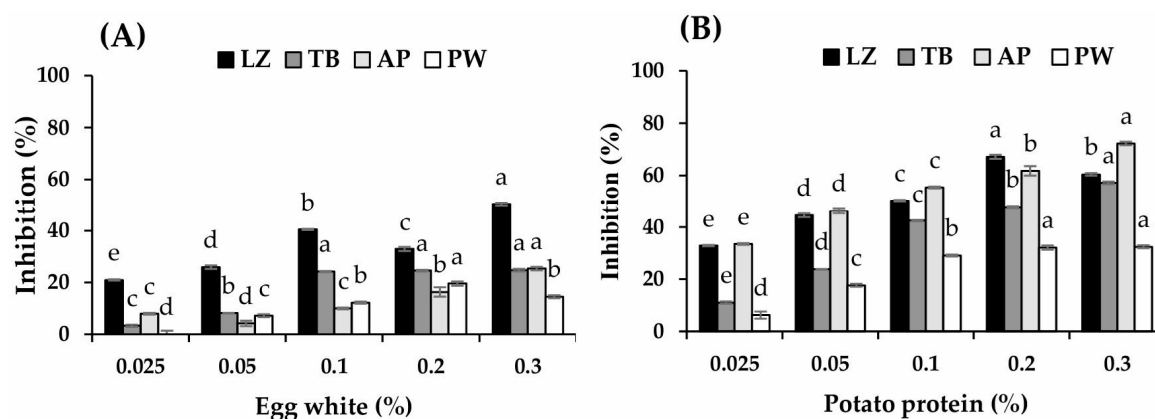 (A)
LZ TB AP PW
Inhibition (%)
100
80
60
40
20
0
e c c d
d b d c
b a c b
c a b a
a a a b
0.025 0.05 0.1 0.2 0.3
Egg white (%)
(B)
LZ TB AP PW
Inhibition (%)
100
80
60
40
20
0
e e e d
d d d c
c c c b
a b b a
b a a a
0.025 0.05 0.1 0.2 0.3
Potato protein (%)